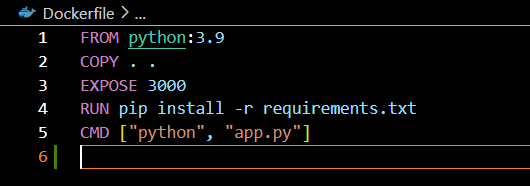 Dockerfile > ...
1 FROM python:3.9
2 COPY . .
3 EXPOSE 3000
4 RUN pip install -r requirements.txt
5 CMD ["python", "app.py"]
6